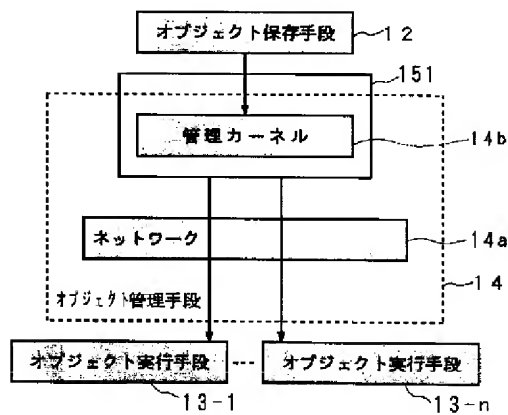 オブジェクト保存手段
12
151
管理カーネル
14b
ネットワーク
14a
オブジェクト管理手段
14
オブジェクト実行手段 ---- オブジェクト実行手段
13-1
13-n